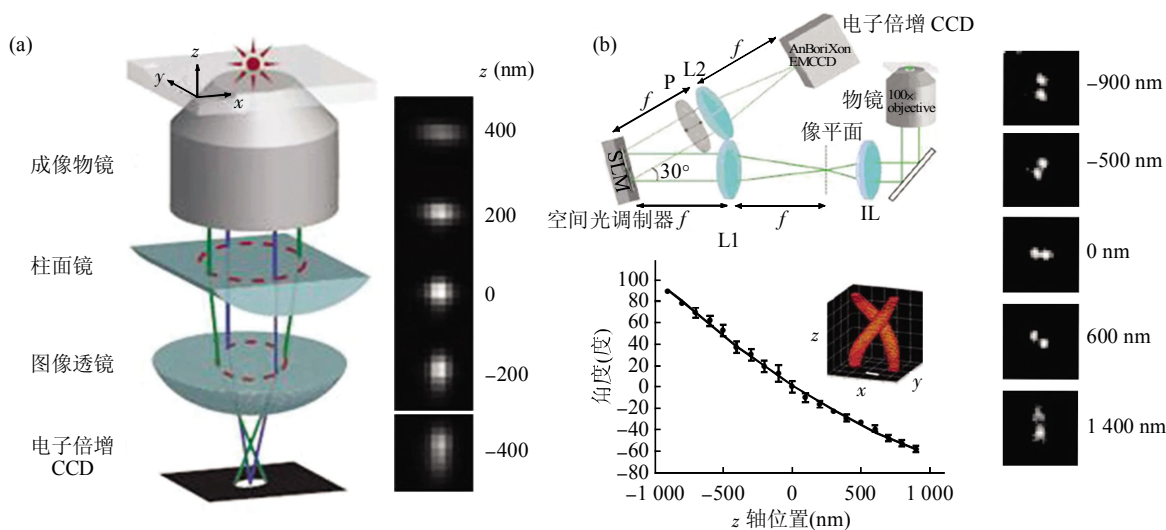 (a)
z
y
x
成像物镜
柱面镜
图像透镜
电子倍增
CCD
z (nm)
400
200
0
−200
−400
(b)
电子倍增 CCD
AnBoriXon
EMCCD
f
L2
P
f
SLM
30°
空间光调制器 f
L1
f
像平面
IL
物镜
100×
objective
−900 nm
−500 nm
0 nm
600 nm
1 400 nm
角度(度)
100
80
60
40
20
0
−20
−40
−60
−80
−1 000
−500
0
500
1 000
z 轴位置(nm)
z
x
y